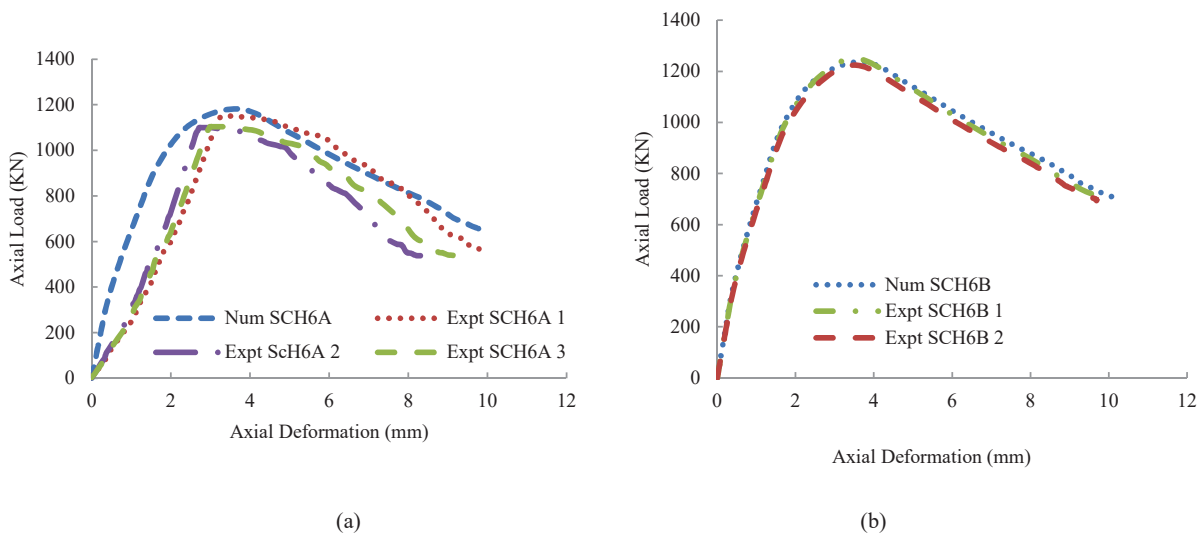 1400
1200
1000
800
600
400
200
0
Axial Load (KN)
Num SCH6A
Expt SCH6A 1
Expt ScH6A 2
Expt SCH6A 3
0 2 4 6 8 10 12
Axial Deformation (mm)
(a)
1400
1200
1000
800
600
400
200
0
Axial Load (KN)
Num SCH6B
Expt SCH6B 1
Expt SCH6B 2
0 2 4 6 8 10 12
Axial Deformation (mm)
(b)